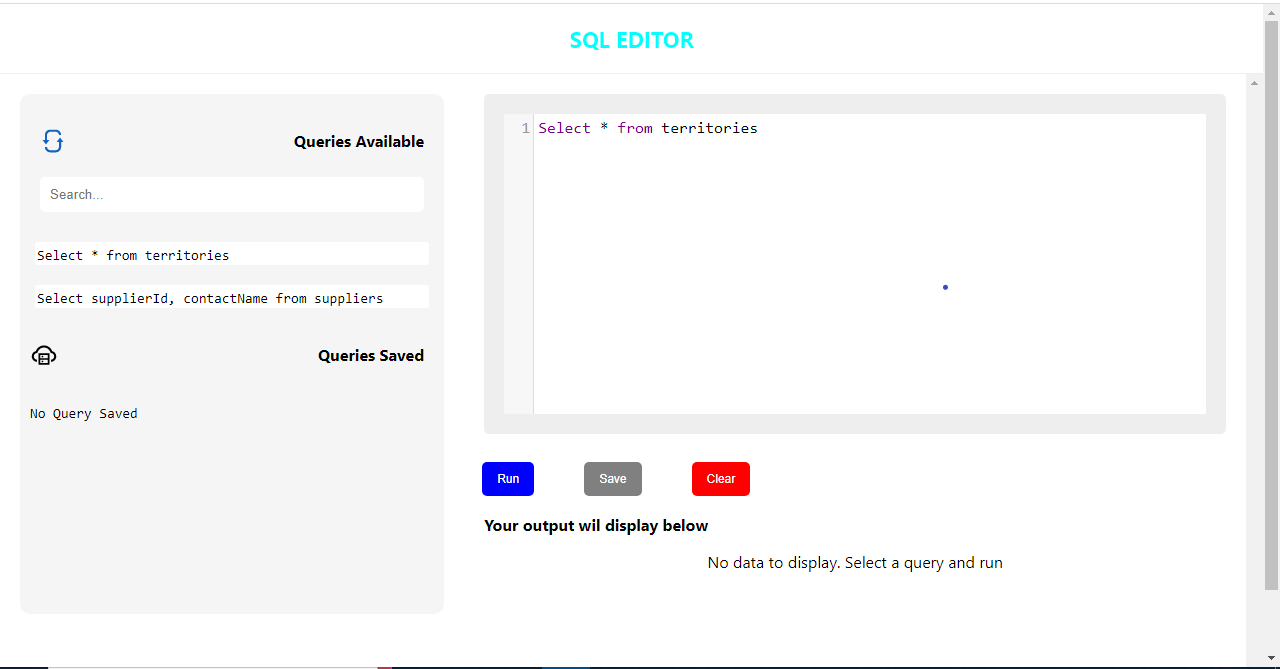 SQL EDITOR
Queries Available
Search...
Select * from territories
Select supplierId, contactName from suppliers
Queries Saved
No Query Saved
1 Select * from territories
Run Save Clear
Your output wil display below
No data to display. Select a query and run